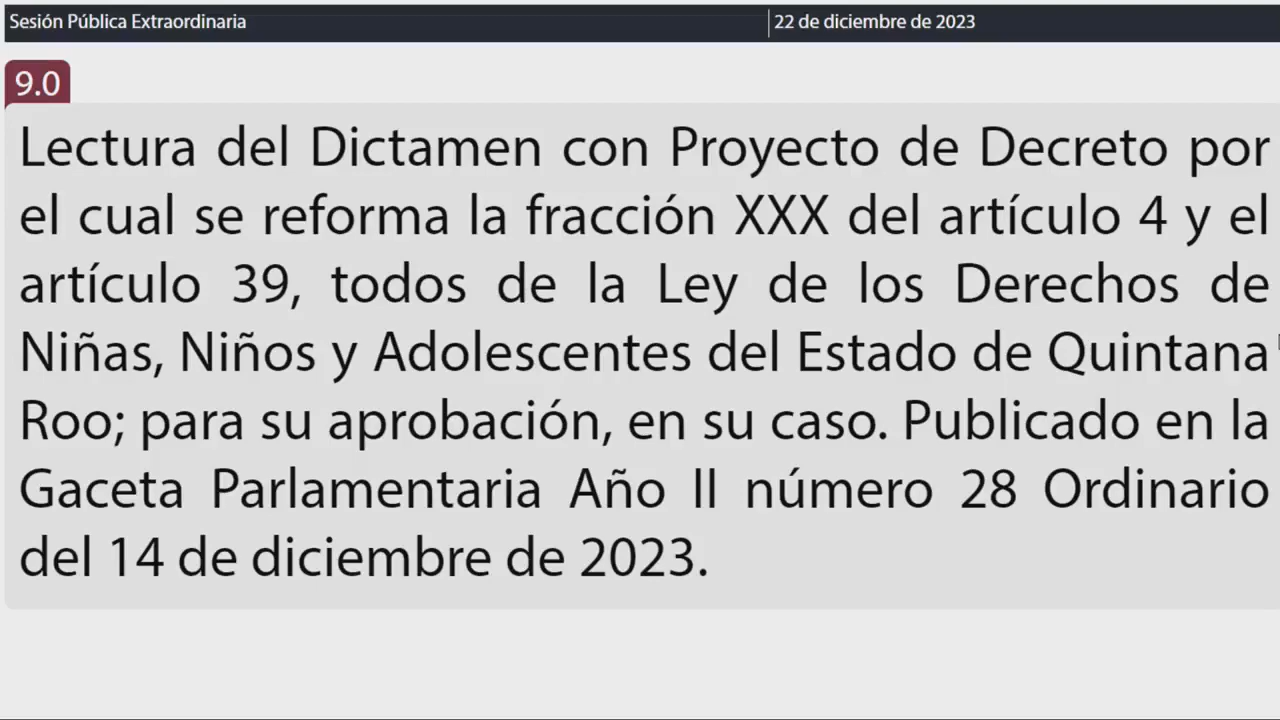 Sesión Pública Extraordinaria
22 de diciembre de 2023
9.0
Lectura del Dictamen con Proyecto de Decreto por
el cual se reforma la fracción XXX del artículo 4 y el
artículo 39, todos de la Ley de los Derechos de
Niñas, Niños y Adolescentes del Estado de Quintana
Roo; para su aprobación, en su caso. Publicado en la
Gaceta Parlamentaria Año II número 28 Ordinario
del 14 de diciembre de 2023.